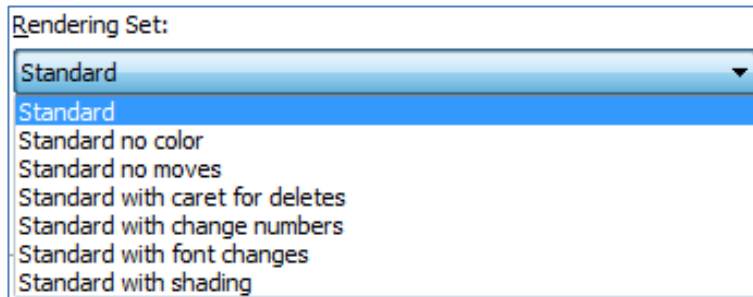 Rendering Set:
Standard
Standard
Standard no color
Standard no moves
Standard with caret for deletes
Standard with change numbers
Standard with font changes
Standard with shading